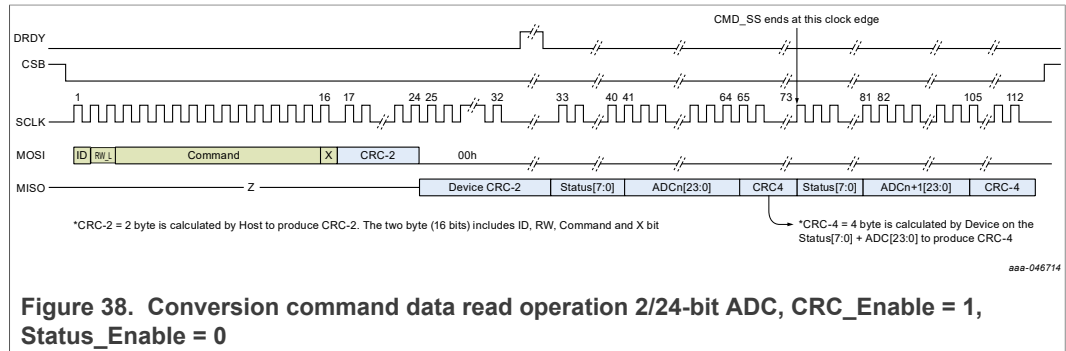 CMD_SS ends at this clock edge
DRDY
CSB
1 16 17 24 25 32 33 40 41 64 65 73 81 82 105 112
SCLK
MOSI ID RW_L Command X CRC-2 00h
MISO Z Device CRC-2 Status[7:0] ADCn[23:0] CRC4 Status[7:0] ADCn+1[23:0] CRC-4
*CRC-2 = 2 byte is calculated by Host to produce CRC-2. The two byte (16 bits) includes ID, RW, Command and X bit
*CRC-4 = 4 byte is calculated by Device on the
Status[7:0] + ADC[23:0] to produce CRC-4
aaa-046714
Figure 38. Conversion command data read operation 2/24-bit ADC, CRC_Enable = 1,
Status_Enable = 0